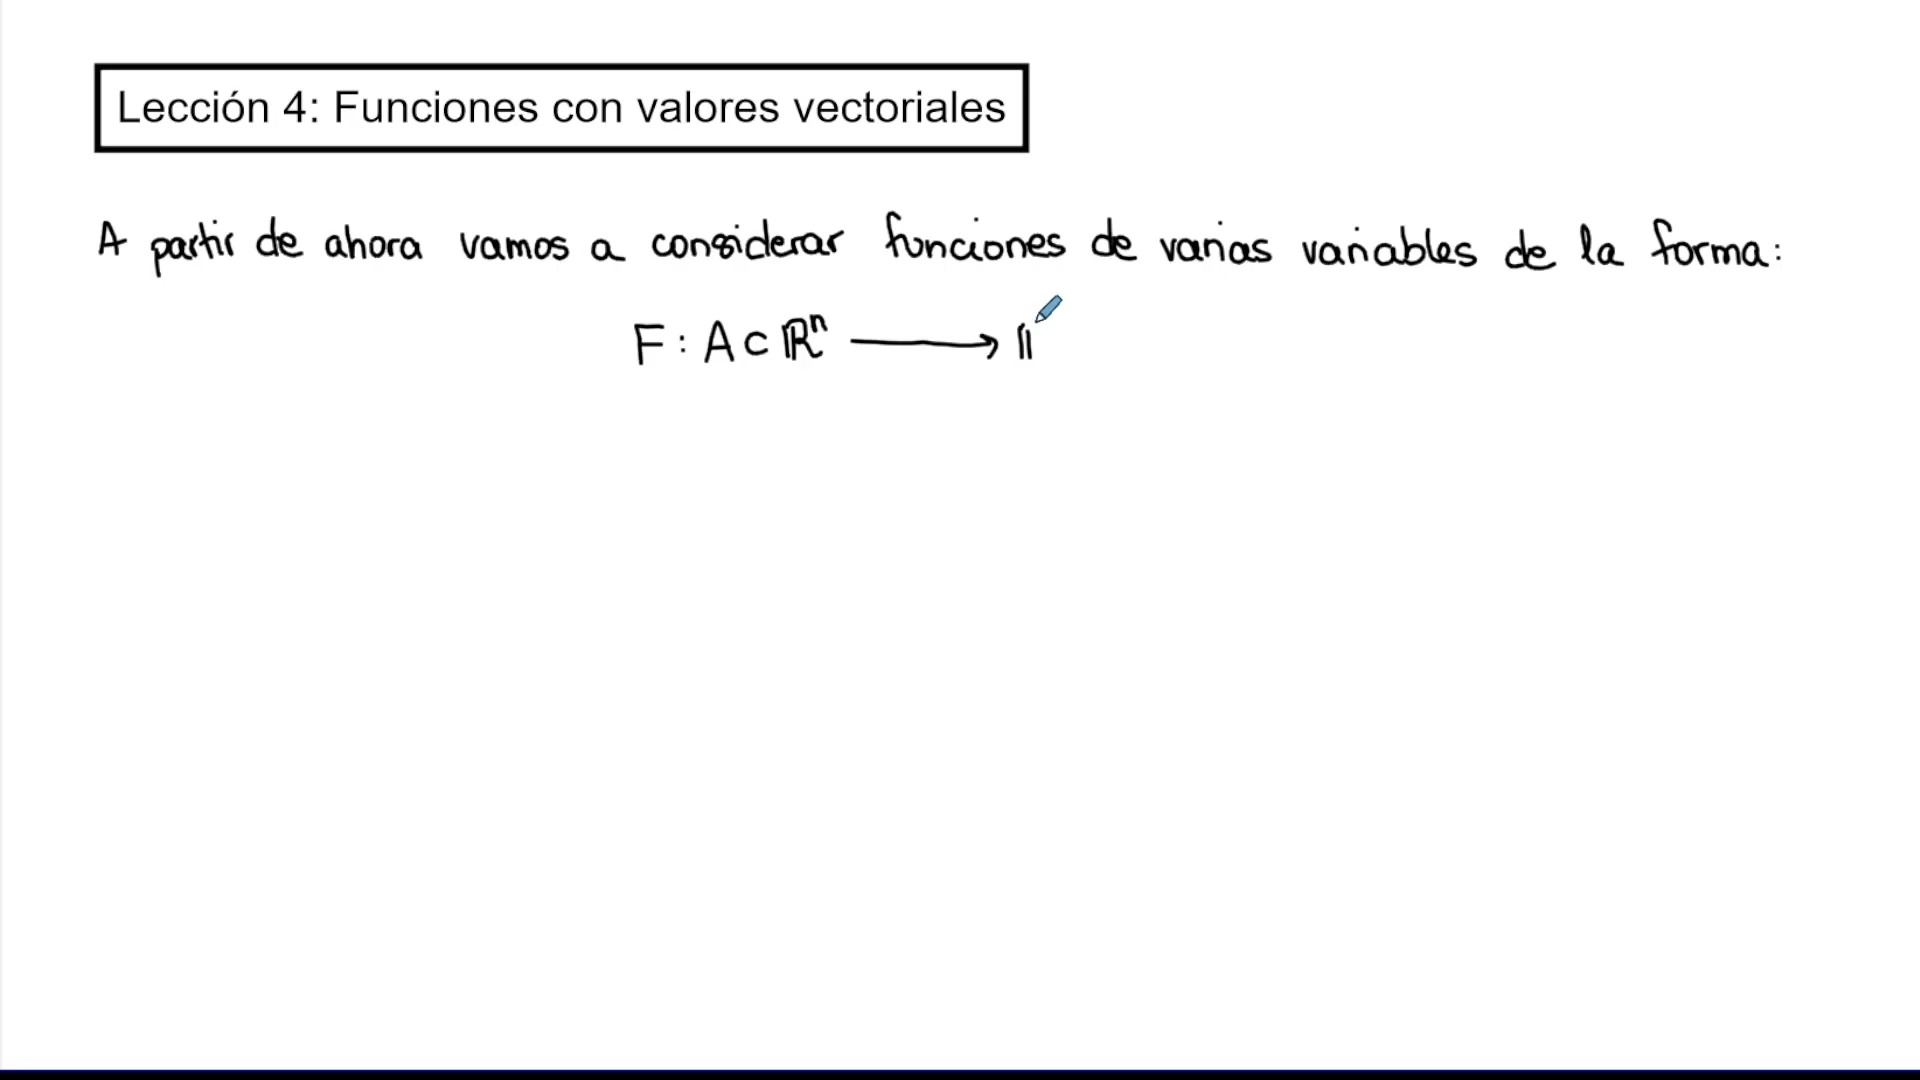 Lección 4: Funciones con valores vectoriales
A partir de ahora vamos a considerar funciones de varias variables de la forma:
F: A ⊂ ℝⁿ ⟶